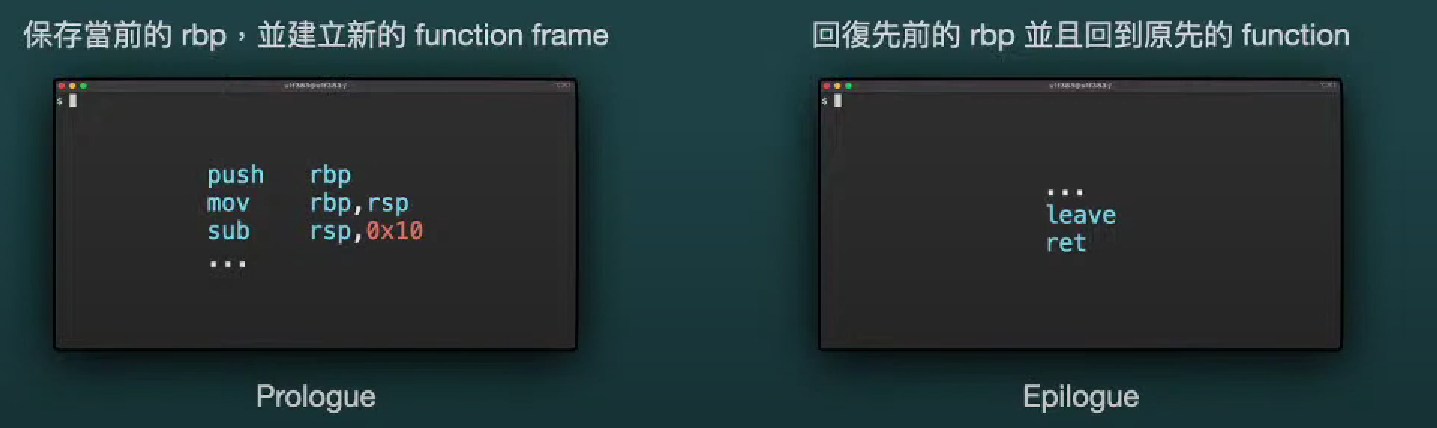 保存當前的 rbp，並建立新的 function frame
$
push rbp
mov rbp,rsp
sub rsp,0x10
...
Prologue
回復先前的 rbp 並且回到原先的 function
$
...
leave
ret
Epilogue